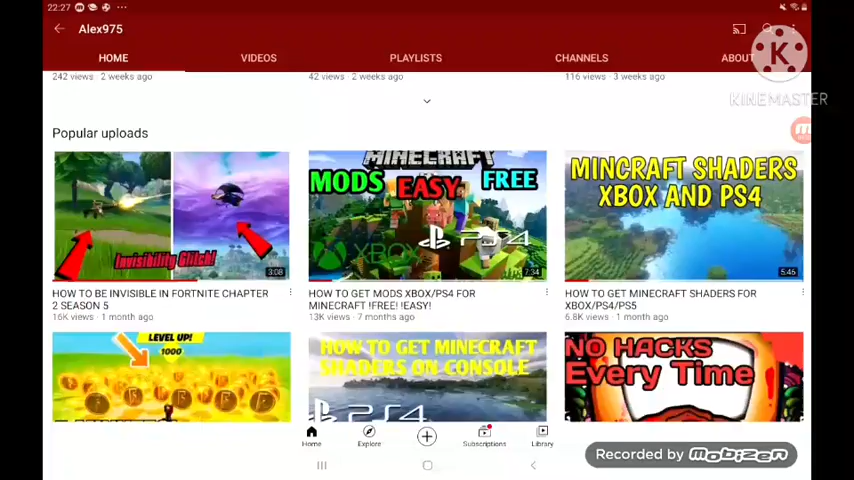 22:27
Alex975
HOME
VIDEOS
PLAYLISTS
CHANNELS
ABOUT
K
KINEMASTER
242 views · 2 weeks ago
42 views · 2 weeks ago
116 views · 3 weeks ago
Popular uploads
Invisibility Glitch!
3:08
MINECRAFT
MODS EASY FREE
XBOX PS4
7:34
MINCRAFT SHADERS
XBOX AND PS4
5:46
HOW TO BE INVISIBLE IN FORTNITE CHAPTER
2 SEASON 5
16K views · 1 month ago
HOW TO GET MODS XBOX/PS4 FOR
MINECRAFT !FREE! !EASY!
13K views · 7 months ago
HOW TO GET MINECRAFT SHADERS FOR
XBOX/PS4/PS5
6.8K views · 1 month ago
LEVEL UP!
1000
HOW TO GET MINECRAFT
SHADERS ON CONSOLE
PS4
NO HACKS
Every Time
Home
Explore
Subscriptions
Library
Recorded by mobizen